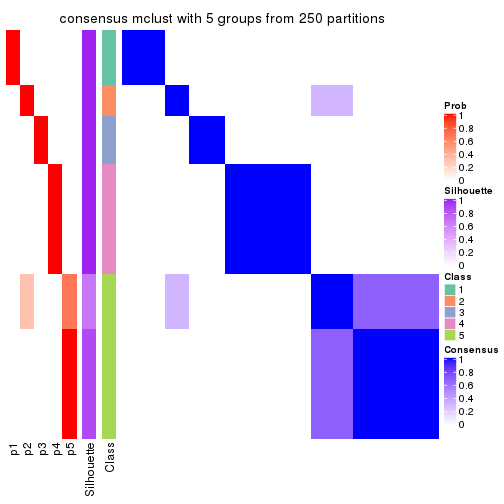 consensus mclust with 5 groups from 250 partitions
Prob
1
0.8
0.6
0.4
0.2
0
Silhouette
1
0.8
0.6
0.4
0.2
0
Class
1
2
3
4
5
Consensus
1
0.8
0.6
0.4
0.2
0
p1
p2
p3
p4
p5
Silhouette
Class